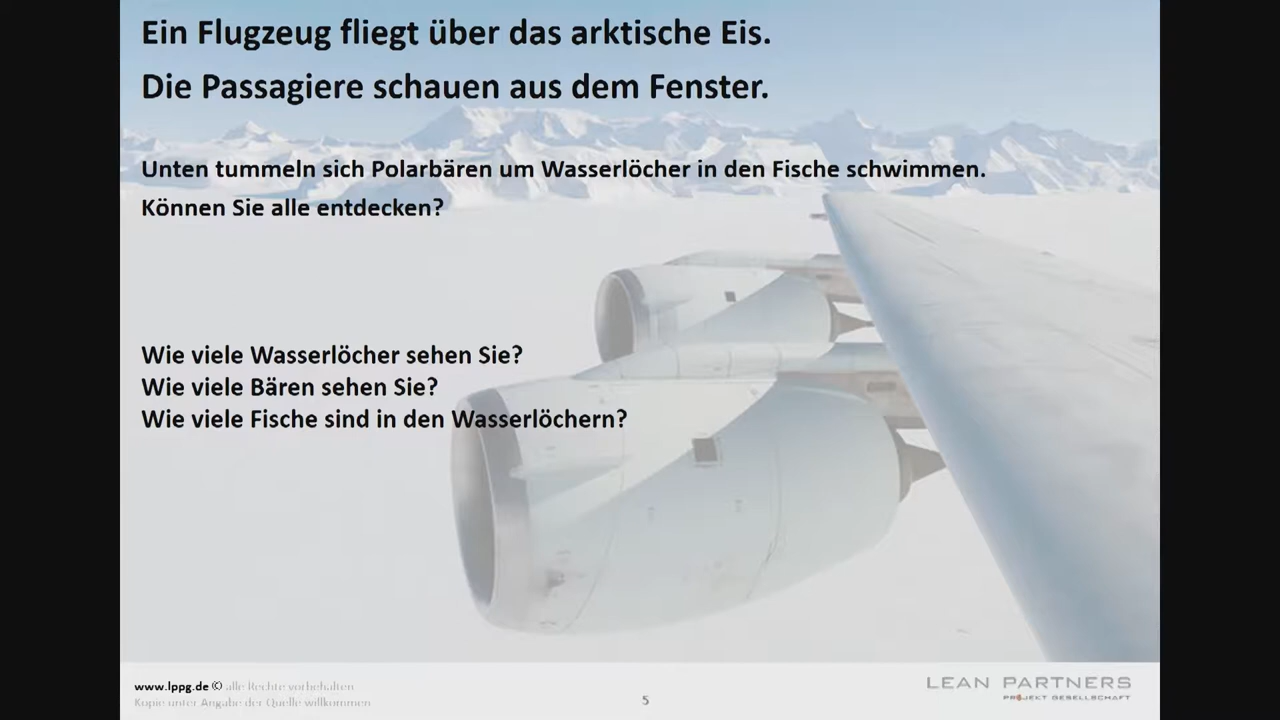 Ein Flugzeug fliegt über das arktische Eis.
Die Passagiere schauen aus dem Fenster.
Unten tummeln sich Polarbären um Wasserlöcher in den Fische schwimmen.
Können Sie alle entdecken?
Wie viele Wasserlöcher sehen Sie?
Wie viele Bären sehen Sie?
Wie viele Fische sind in den Wasserlöchern?
www.lppg.de © alle Rechte vorbehalten
Kopie unter Angabe der Quelle willkommen
5
LEAN PARTNERS
PROJEKT GESELLSCHAFT